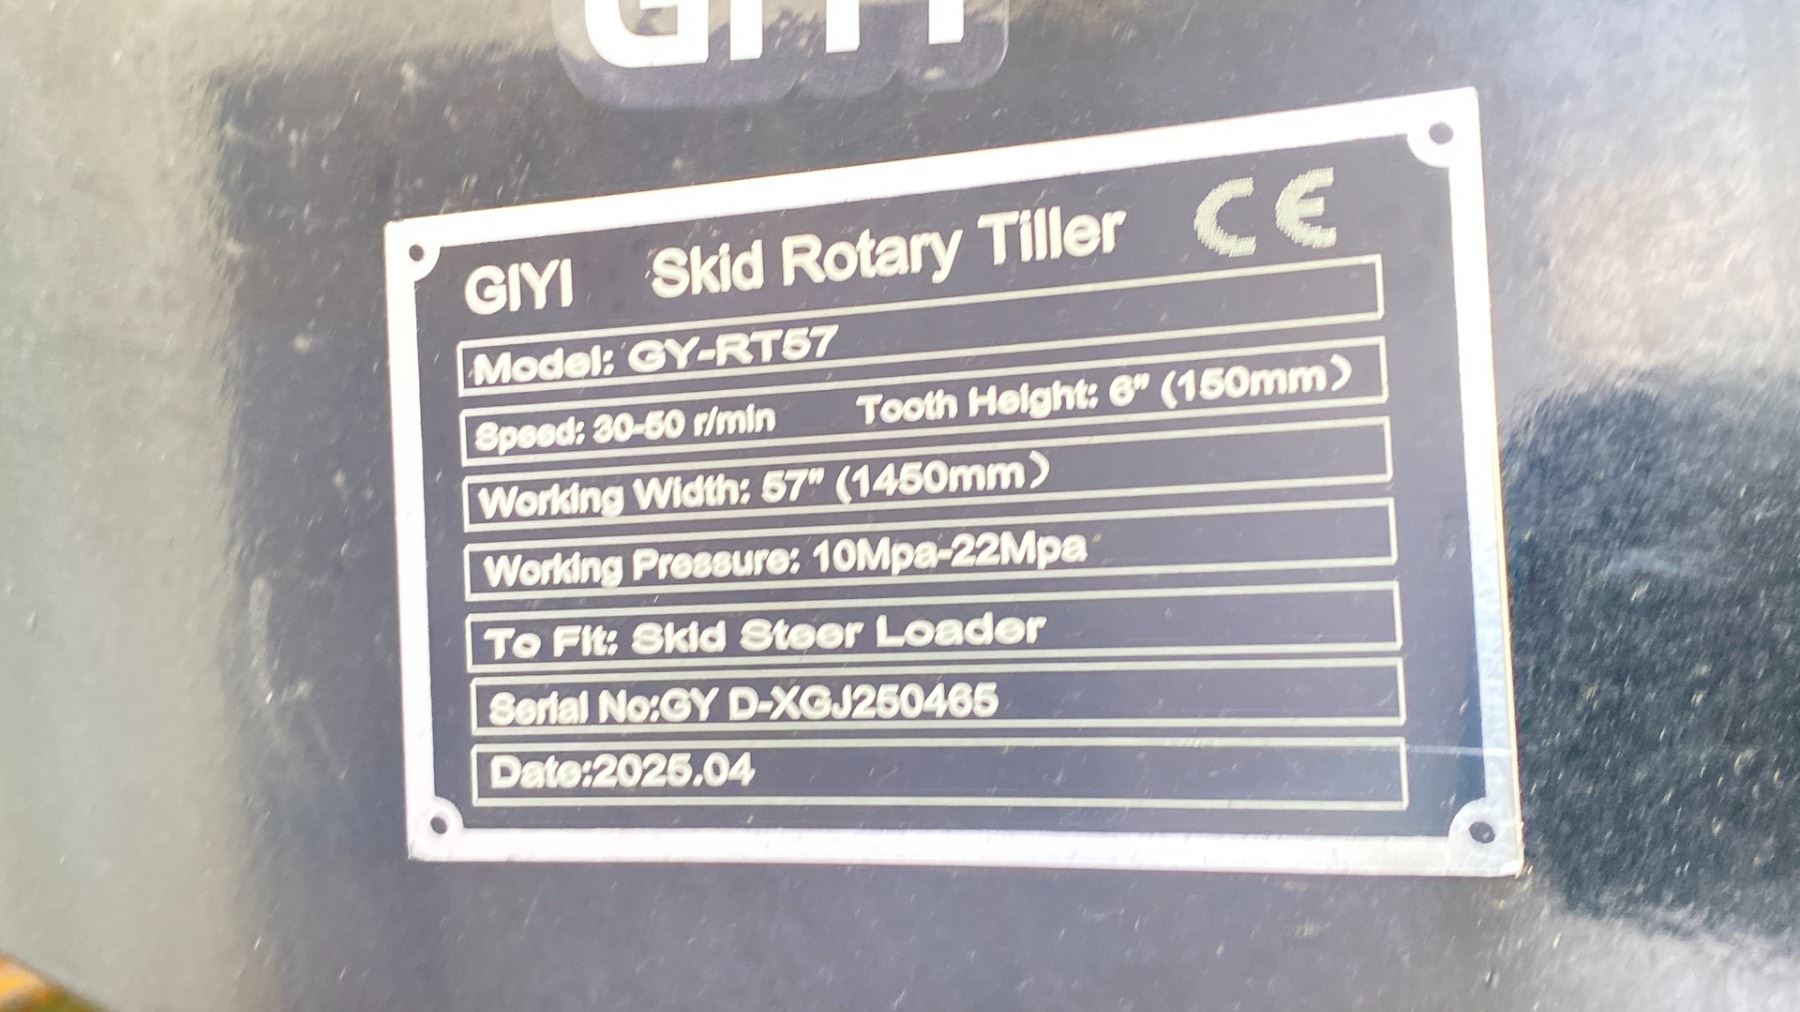 GIYI
GIYI Skid Rotary Tiller CE
Model: GY-RT57
Speed: 30-50 r/min Tooth Height: 6" (150mm)
Working Width: 57" (1450mm)
Working Pressure: 10Mpa-22Mpa
To Fit: Skid Steer Loader
Serial No:GY D-XGJ250465
Date:2025.04